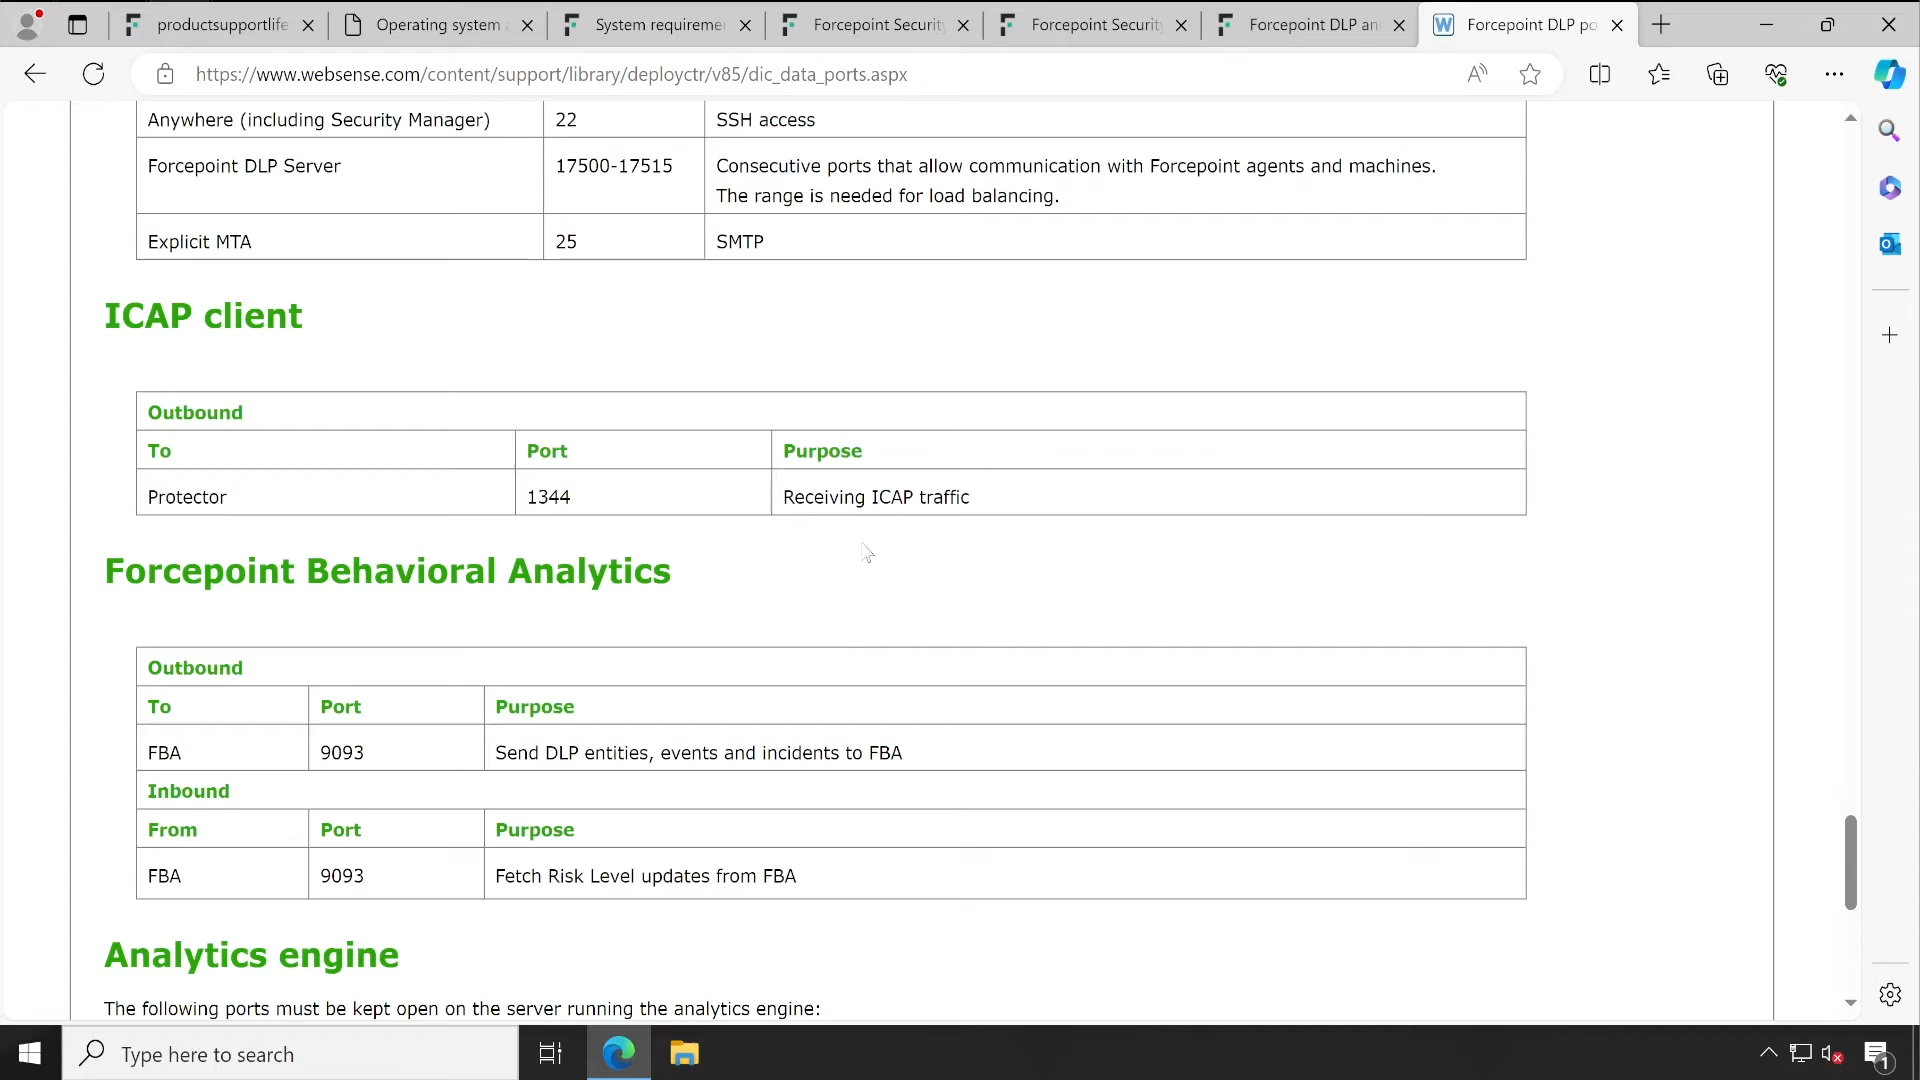 productsupportlife
Operating system a
System requiremen
Forcepoint Security
Forcepoint Security
Forcepoint DLP an
Forcepoint DLP po
https://www.websense.com/content/support/library/deployctr/v85/dic_data_ports.aspx
Anywhere (including Security Manager) 22 SSH access
Forcepoint DLP Server 17500-17515 Consecutive ports that allow communication with Forcepoint agents and machines.
The range is needed for load balancing.
Explicit MTA 25 SMTP
ICAP client
Outbound
To Port Purpose
Protector 1344 Receiving ICAP traffic
Forcepoint Behavioral Analytics
Outbound
To Port Purpose
FBA 9093 Send DLP entities, events and incidents to FBA
Inbound
From Port Purpose
FBA 9093 Fetch Risk Level updates from FBA
Analytics engine
The following ports must be kept open on the server running the analytics engine:
Type here to search
1